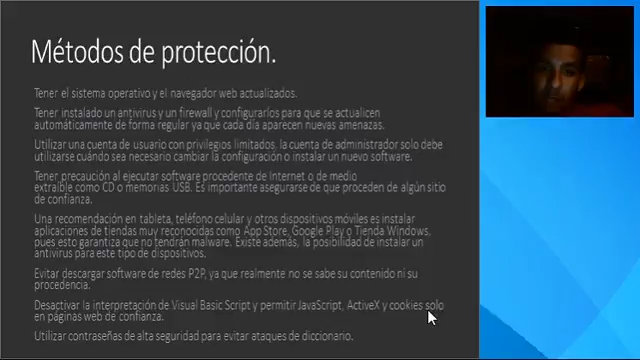 Métodos de protección.
Tener el sistema operativo y el navegador web actualizados.
Tener instalado un antivirus y un firewall y configurarlos para que se actualicen
automáticamente de forma regular ya que cada día aparecen nuevas amenazas.
Utilizar una cuenta de usuario con privilegios limitados, la cuenta de administrador solo debe
utilizarse cuándo sea necesario cambiar la configuración o instalar un nuevo software.
Tener precaución al ejecutar software procedente de Internet o de medio
extraíble como CD o memorias USB. Es importante asegurarse de que proceden de algún sitio
de confianza.
Una recomendación en tableta, teléfono celular y otros dispositivos móviles es instalar
aplicaciones de tiendas muy reconocidas como App Store, Google Play o Tienda Windows,
pues esto garantiza que no tendrán malware. Existe además, la posibilidad de instalar un
antivirus para este tipo de dispositivos.
Evitar descargar software de redes P2P, ya que realmente no se sabe su contenido ni su
procedencia.
Desactivar la interpretación de Visual Basic Script y permitir JavaScript, ActiveX y cookies solo
en páginas web de confianza.
Utilizar contraseñas de alta seguridad para evitar ataques de diccionario.